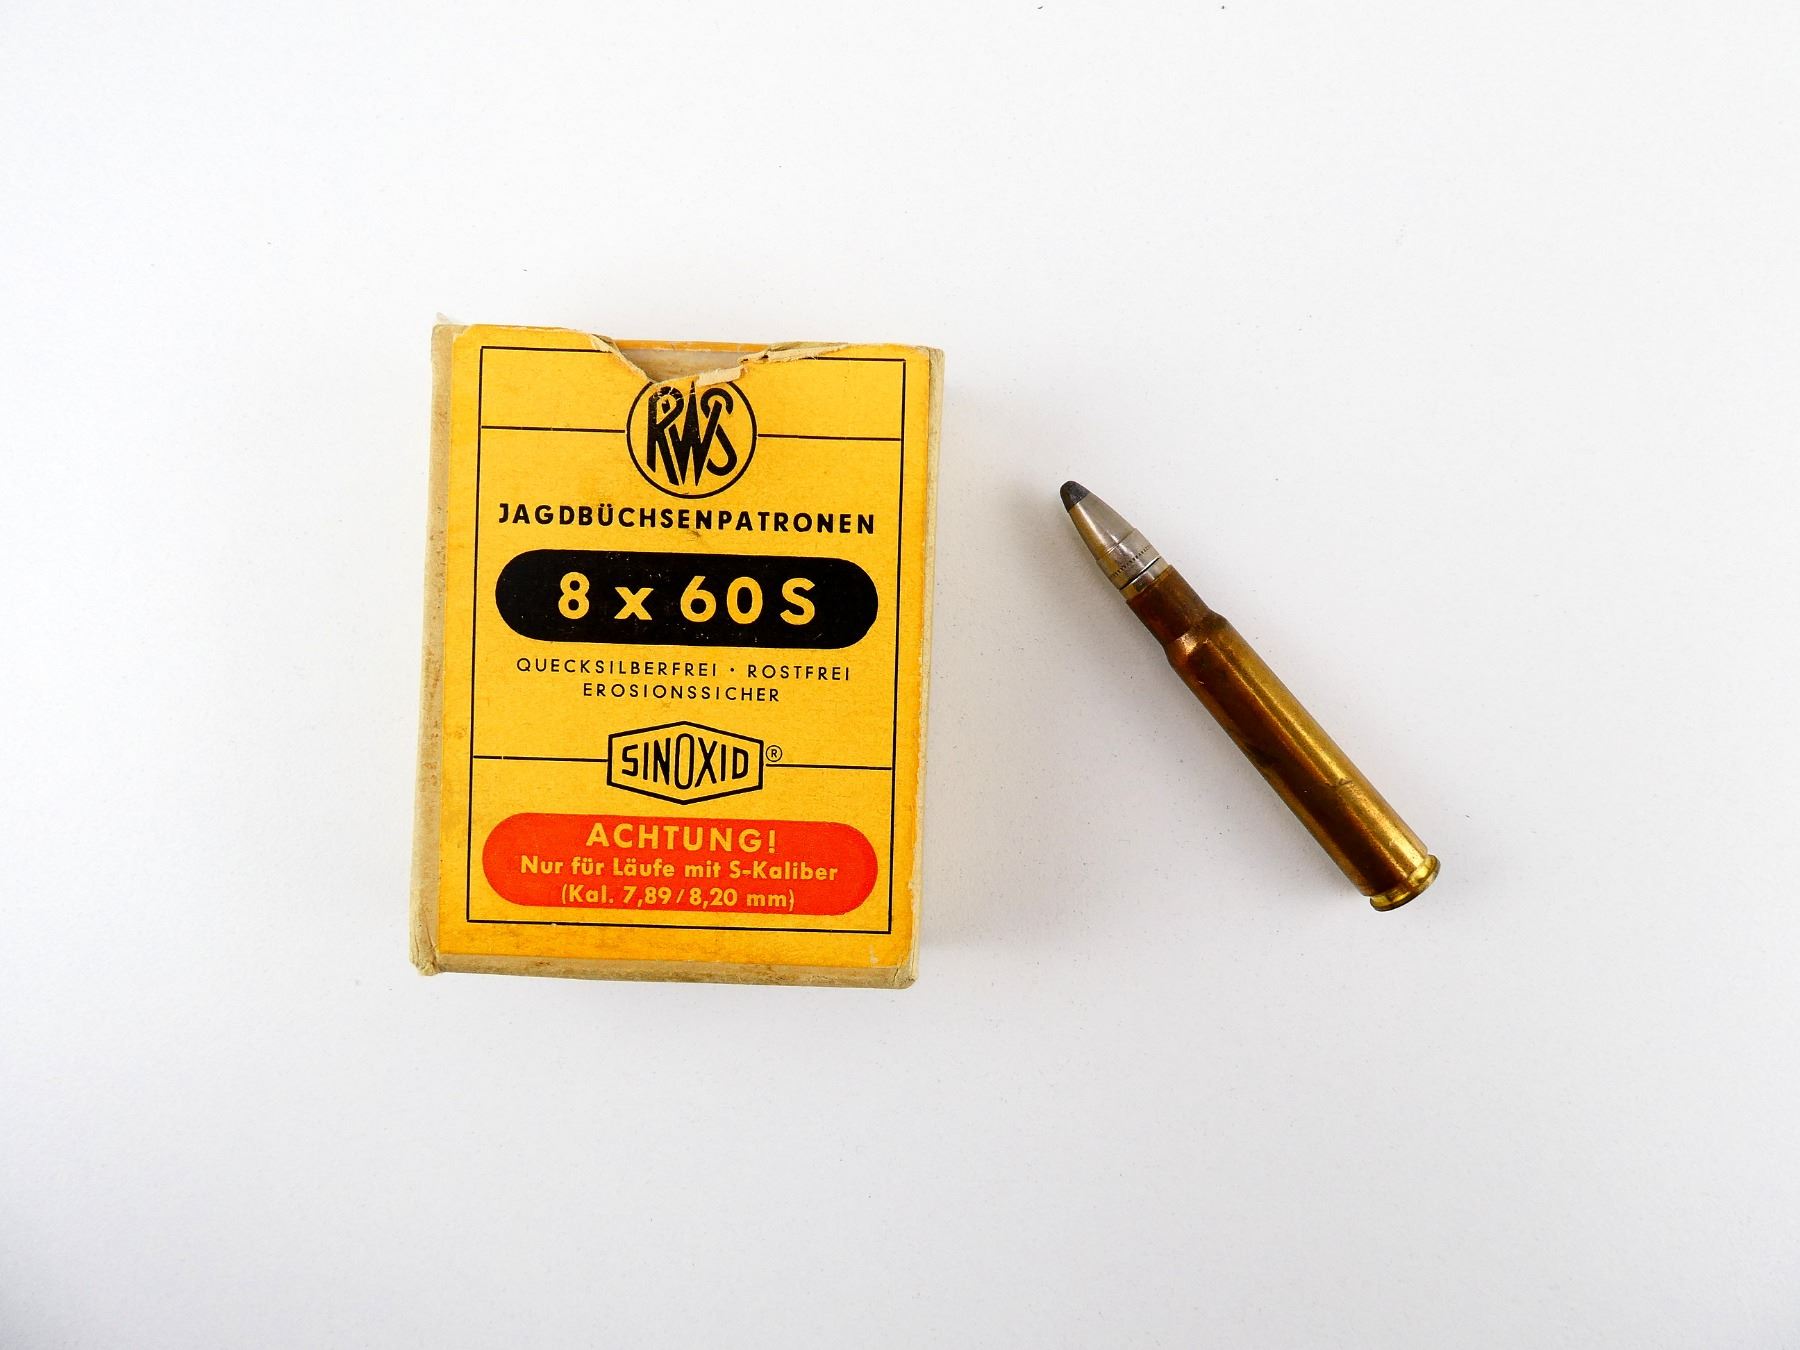 RWS
JAGDBÜCHSENPATRONEN
8 x 60 S
QUECKSILBERFREI · ROSTFREI
EROSIONSSICHER
SINOXID ®
ACHTUNG!
Nur für Läufe mit S-Kaliber
(Kal. 7,89/8,20 mm)